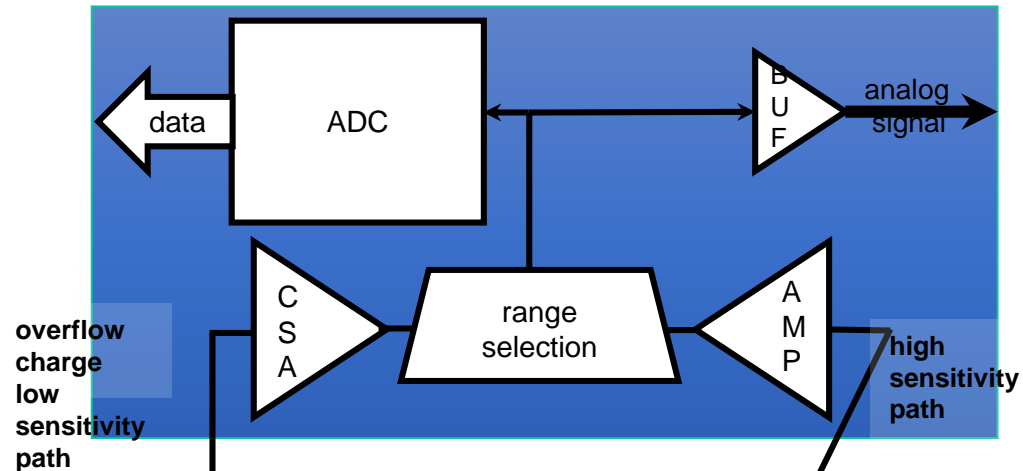 data
ADC
B
U
F
analog
signal
C
S
A
range
selection
A
M
P
overflow
charge
low
sensitivity
path
high
sensitivity
path